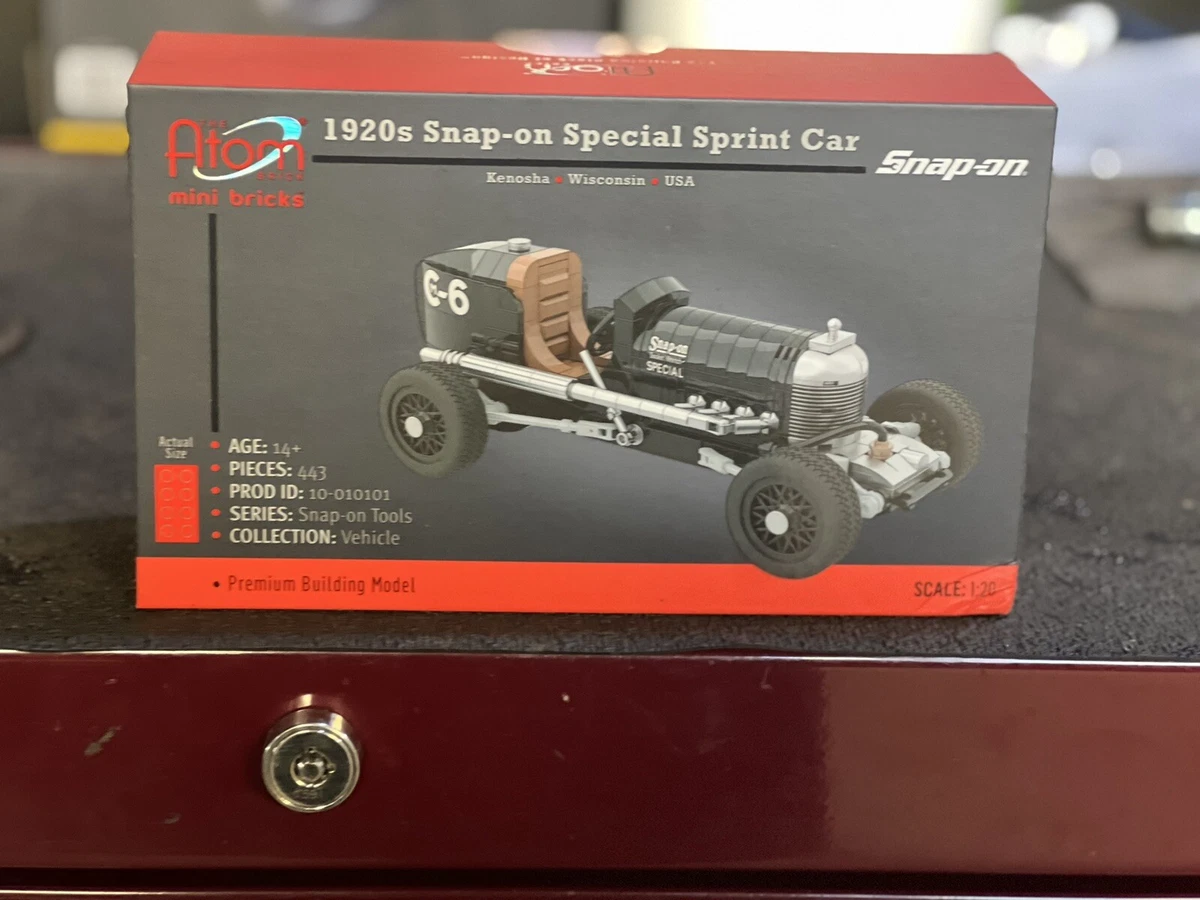 THE
Atom
BRICK
mini bricks
1920s Snap-on Special Sprint Car
Kenosha • Wisconsin • USA
Snap-on
C-6
Snap-on
SPECIAL
Actual
Size
• AGE: 14+
• PIECES: 443
• PROD ID: 10-010101
• SERIES: Snap-on Tools
• COLLECTION: Vehicle
• Premium Building Model
SCALE: 1:20